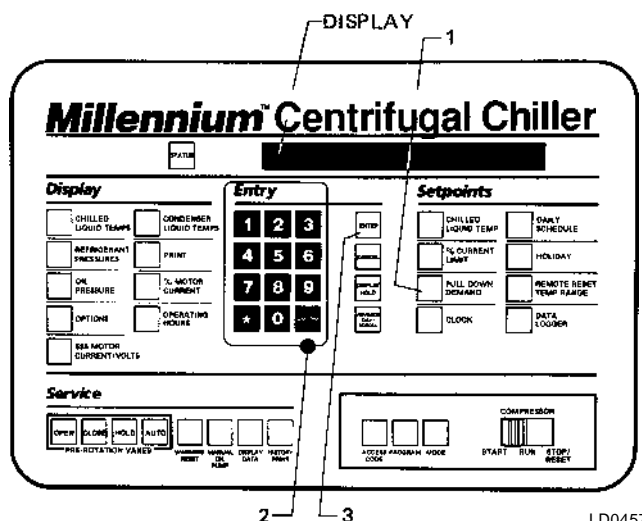 DISPLAY
1
Millennium™ Centrifugal Chiller
STATUS
Display
CHILLED
LIQUID TEMPS
CONDENSER
LIQUID TEMPS
REFRIGERANT
PRESSURES
PRINT
OIL
PRESSURE
% MOTOR
CURRENT
OPTIONS
OPERATING
HOURS
SSS MOTOR
CURRENT/VOLTS
Entry
1 2 3
4 5 6
7 8 9
* 0
ENTER
CANCEL
DISPLAY
HOLD
Setpoints
CHILLED
LIQUID TEMP
DAILY
SCHEDULE
% CURRENT
LIMIT
HOLIDAY
PULL DOWN
DEMAND
REMOTE RESET
TEMP RANGE
CLOCK
DATA
LOGGER
Service
OPEN CLOSE HOLD AUTO
PRE-ROTATION VANES
WARNING
RESET
MANUAL
OIL
PUMP
DISPLAY
DATA
HISTORY
PRINT
ACCESS
CODE
PROGRAM
MODE
COMPRESSOR
START RUN STOP/
RESET
2
3